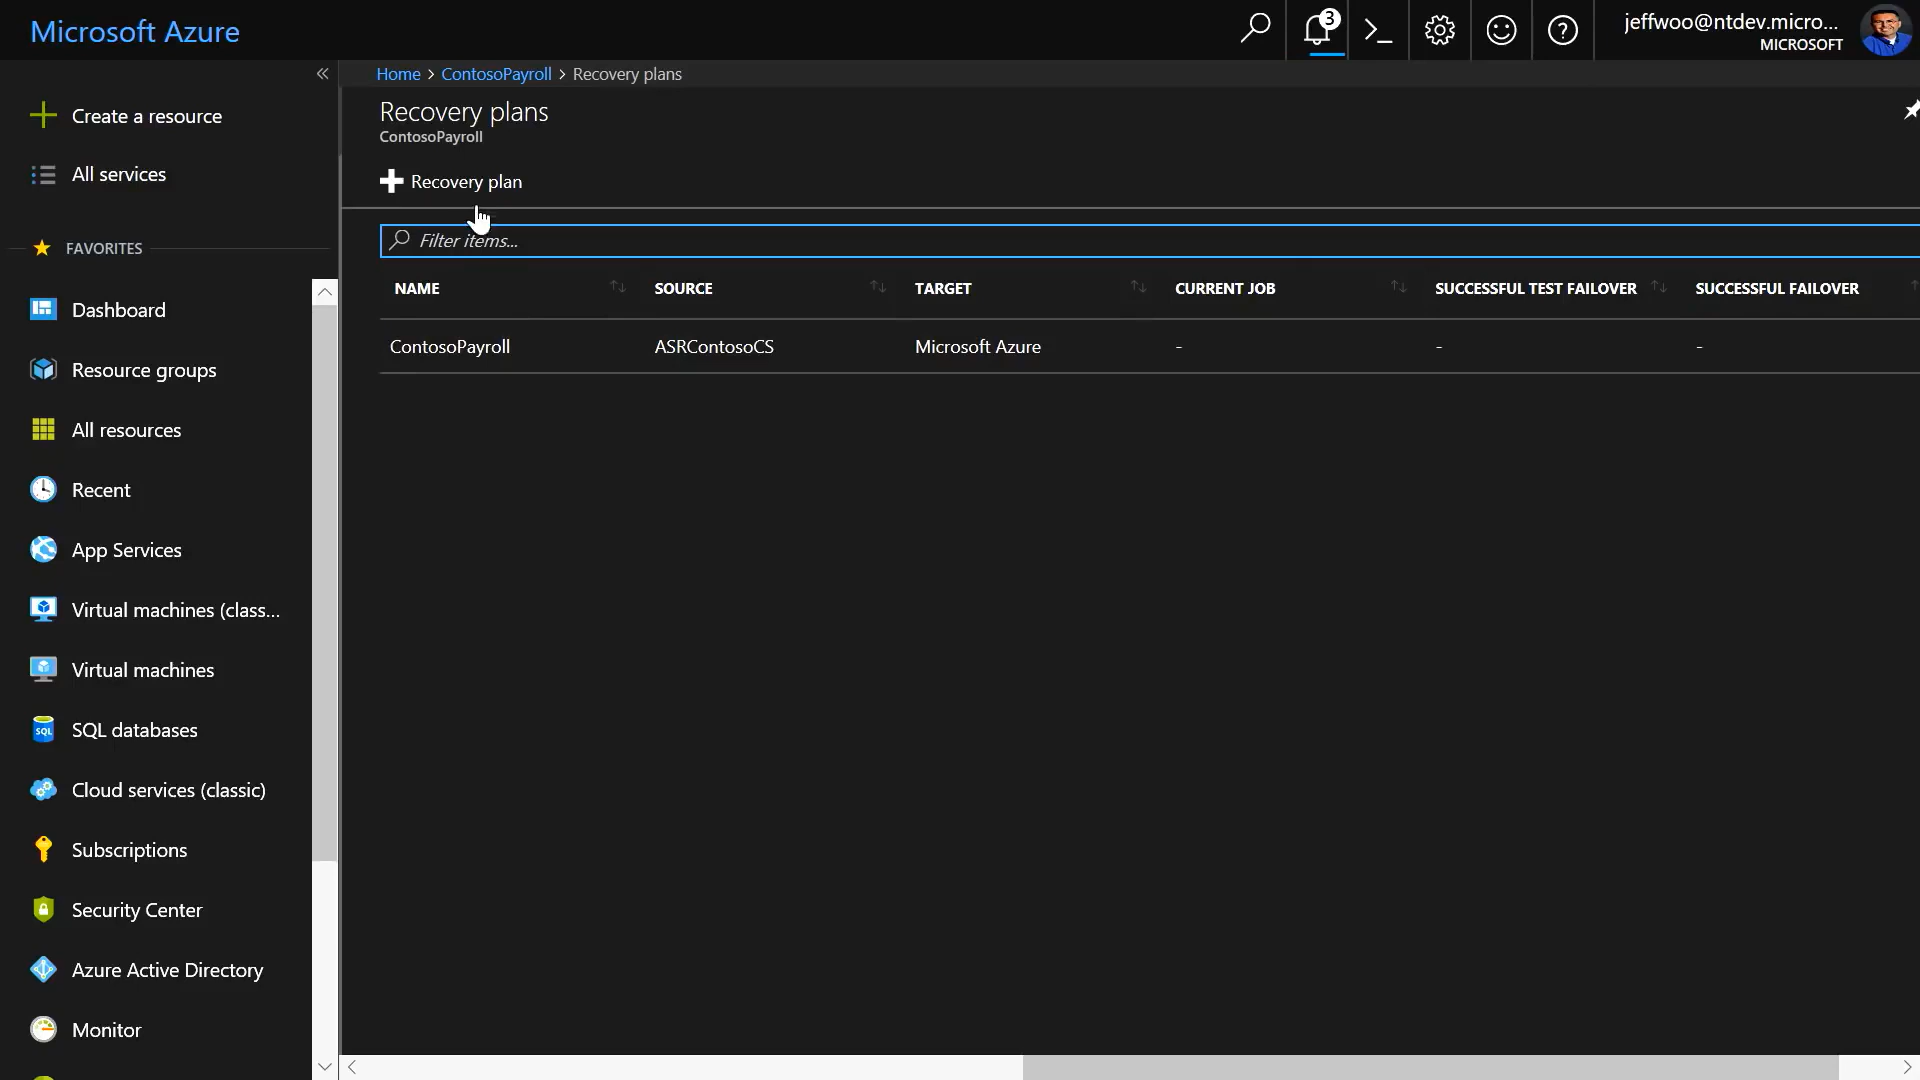 Microsoft Azure
3
jeffwoo@ntdev.micro...
MICROSOFT
Home > ContosoPayroll > Recovery plans
Recovery plans
ContosoPayroll
Recovery plan
Filter items...
NAME SOURCE TARGET CURRENT JOB SUCCESSFUL TEST FAILOVER SUCCESSFUL FAILOVER
ContosoPayroll ASRContosoCS Microsoft Azure - - -
Create a resource
All services
FAVORITES
Dashboard
Resource groups
All resources
Recent
App Services
Virtual machines (class...
Virtual machines
SQL
SQL databases
Cloud services (classic)
Subscriptions
Security Center
Azure Active Directory
Monitor